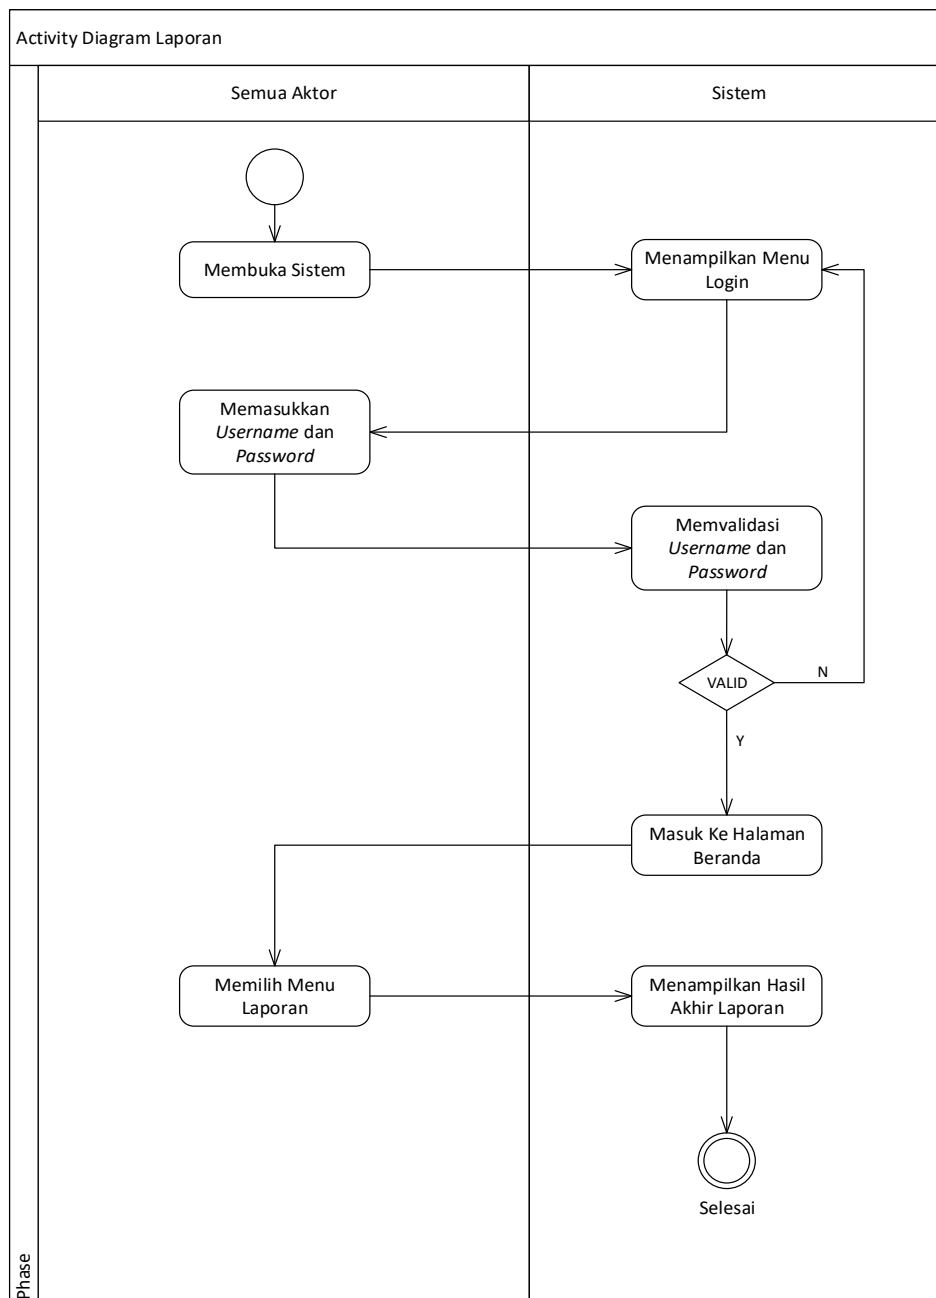 Activity Diagram Laporan
Semua Aktor
Sistem
Membuka Sistem
Menampilkan Menu
Login
Memasukkan
Username dan
Password
Memvalidasi
Username dan
Password
VALID
N
Y
Masuk Ke Halaman
Beranda
Memilih Menu
Laporan
Menampilkan Hasil
Akhir Laporan
Selesai
Phase